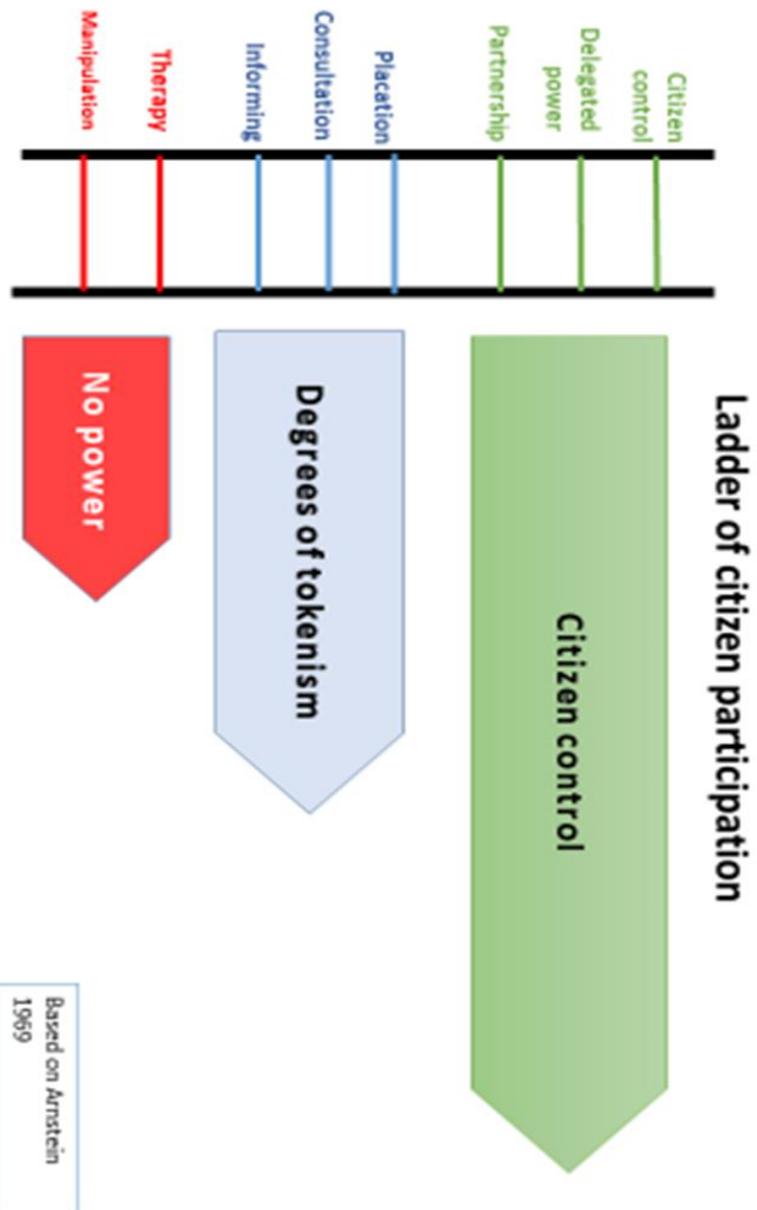 Ladder of citizen participation
Citizen
control
Delegated
power
Partnership
Citizen control
Placation
Consultation
Informing
Degrees of tokenism
Therapy
Manipulation
No power
Based on Arnstein
1969